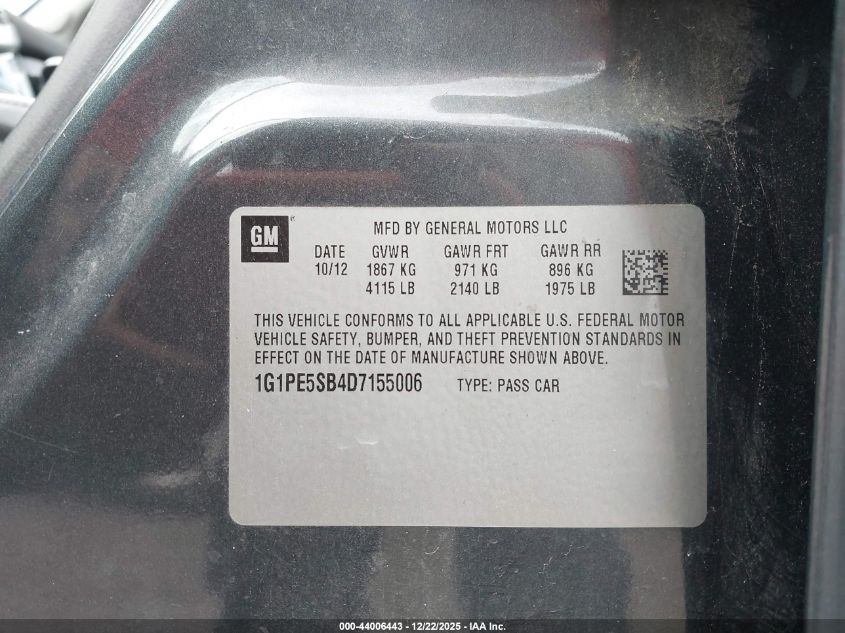 GM ®
MFD BY GENERAL MOTORS LLC
DATE GVWR GAWR FRT GAWR RR
10/12 1867 KG 971 KG 896 KG
4115 LB 2140 LB 1975 LB
THIS VEHICLE CONFORMS TO ALL APPLICABLE U.S. FEDERAL MOTOR
VEHICLE SAFETY, BUMPER, AND THEFT PREVENTION STANDARDS IN
EFFECT ON THE DATE OF MANUFACTURE SHOWN ABOVE.
1G1PE5SB4D7155006 TYPE: PASS CAR
000-44006443 - 12/22/2025 - IAA Inc.